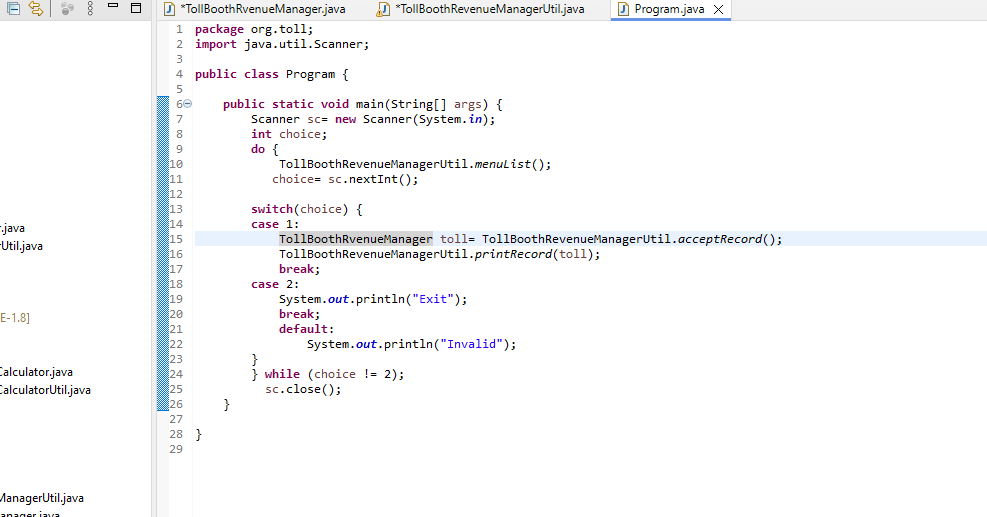 *TollBoothRvenueManager.java *TollBoothRevenueManagerUtil.java Program.java
.java
Util.java
E-1.8]
Calculator.java
CalculatorUtil.java
ManagerUtil.java
anager.java
1 package org.toll;
2 import java.util.Scanner;
3
4 public class Program {
5
6 public static void main(String[] args) {
7 Scanner sc= new Scanner(System.in);
8 int choice;
9 do {
10 TollBoothRevenueManagerUtil.menuList();
11 choice= sc.nextInt();
12
13 switch(choice) {
14 case 1:
15 TollBoothRvenueManager toll= TollBoothRevenueManagerUtil.acceptRecord();
16 TollBoothRevenueManagerUtil.printRecord(toll);
17 break;
18 case 2:
19 System.out.println("Exit");
20 break;
21 default:
22 System.out.println("Invalid");
23 }
24 } while (choice != 2);
25 sc.close();
26 }
27
28 }
29